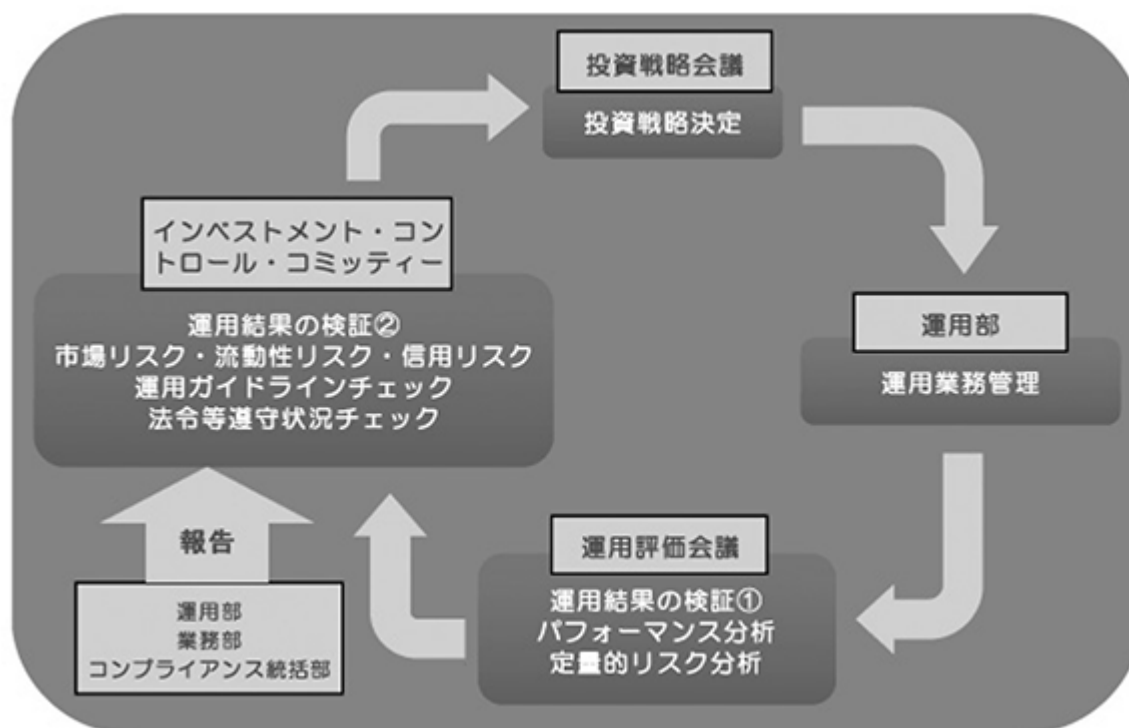 投資戦略会議
投資戦略決定
運用部
運用業務管理
運用評価会議
運用結果の検証①
パフォーマンス分析
定量的リスク分析
インベストメント・コン
トロール・コミッティー
運用結果の検証②
市場リスク・流動性リスク・信用リスク
運用ガイドラインチェック
法令等遵守状況チェック
報告
運用部
業務部
コンプライアンス統括部